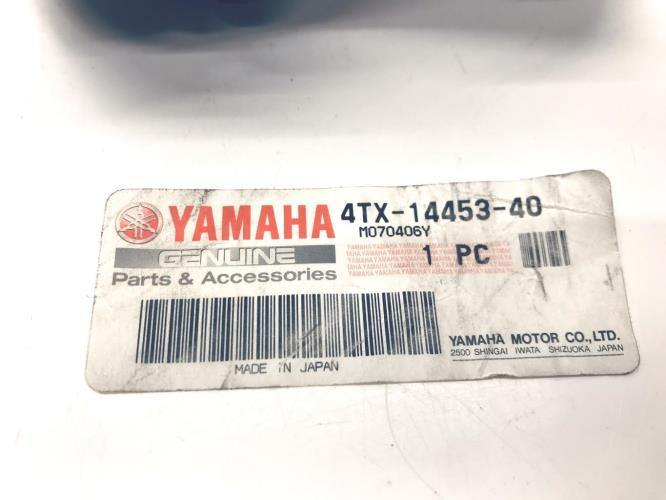 YAMAHA 4TX-14453-40
M070406Y
GENUINE
1 PC
Parts & Accessories
YAMAHA MOTOR CO.,LTD.
2500 SHINGAI IWATA SHIZUOKA JAPAN
MADE IN JAPAN